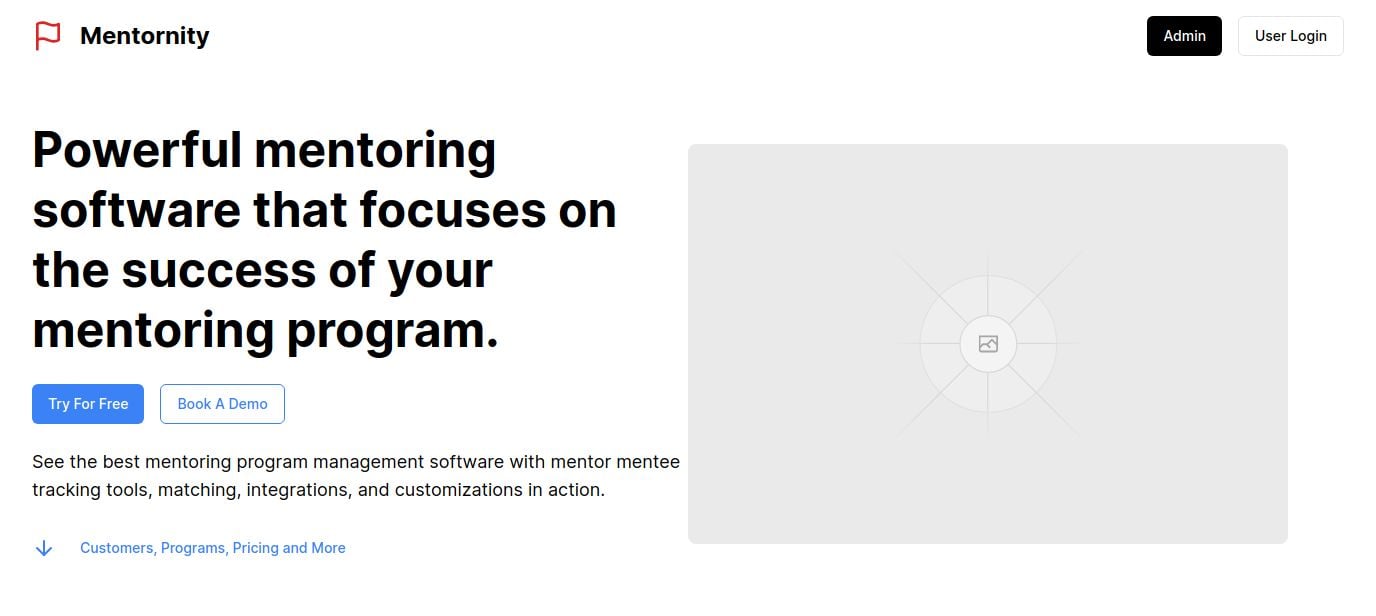 Mentornity
Admin
User Login
Powerful mentoring
software that focuses on
the success of your
mentoring program.
Try For Free
Book A Demo
See the best mentoring program management software with mentor mentee
tracking tools, matching, integrations, and customizations in action.
Customers, Programs, Pricing and More